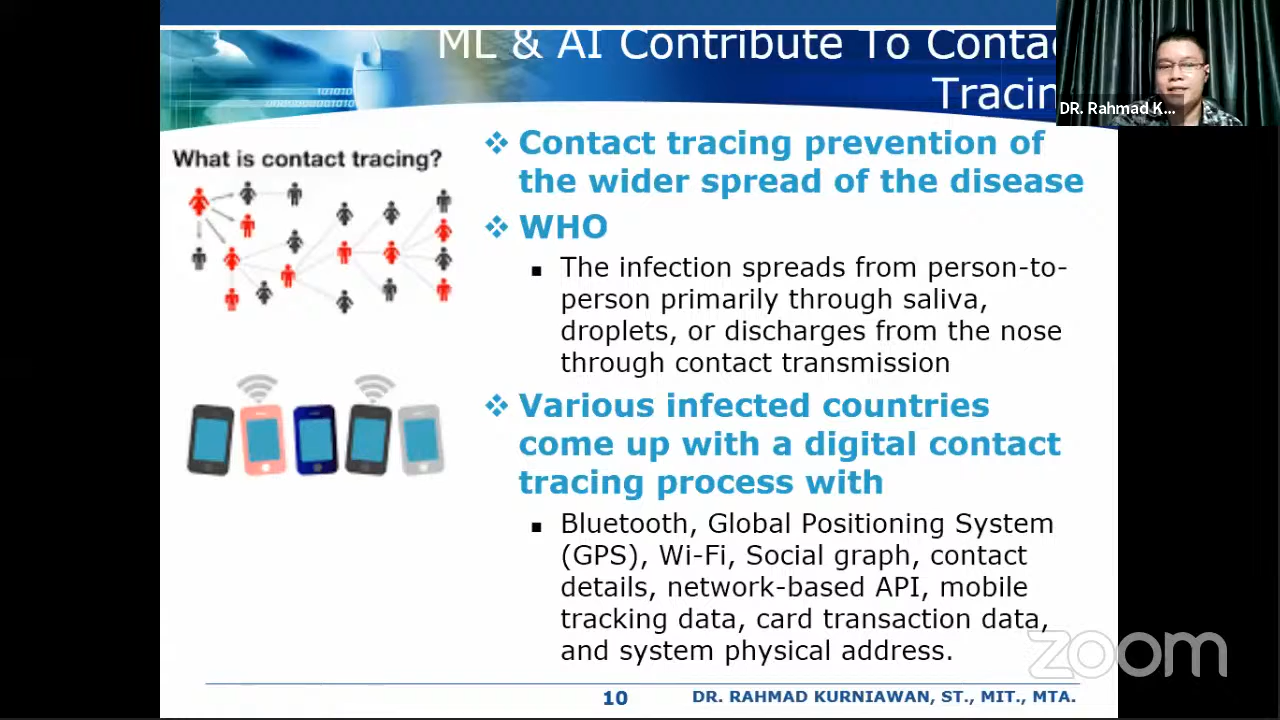 ML & AI Contribute To Contac
Tracin
DR. Rahmad K...
What is contact tracing?
Contact tracing prevention of
the wider spread of the disease
WHO
The infection spreads from person-to-
person primarily through saliva,
droplets, or discharges from the nose
through contact transmission
Various infected countries
come up with a digital contact
tracing process with
Bluetooth, Global Positioning System
(GPS), Wi-Fi, Social graph, contact
details, network-based API, mobile
tracking data, card transaction data,
and system physical address.
zoom
10
DR. RAHMAD KURNIAWAN, ST., MIT., MTA.